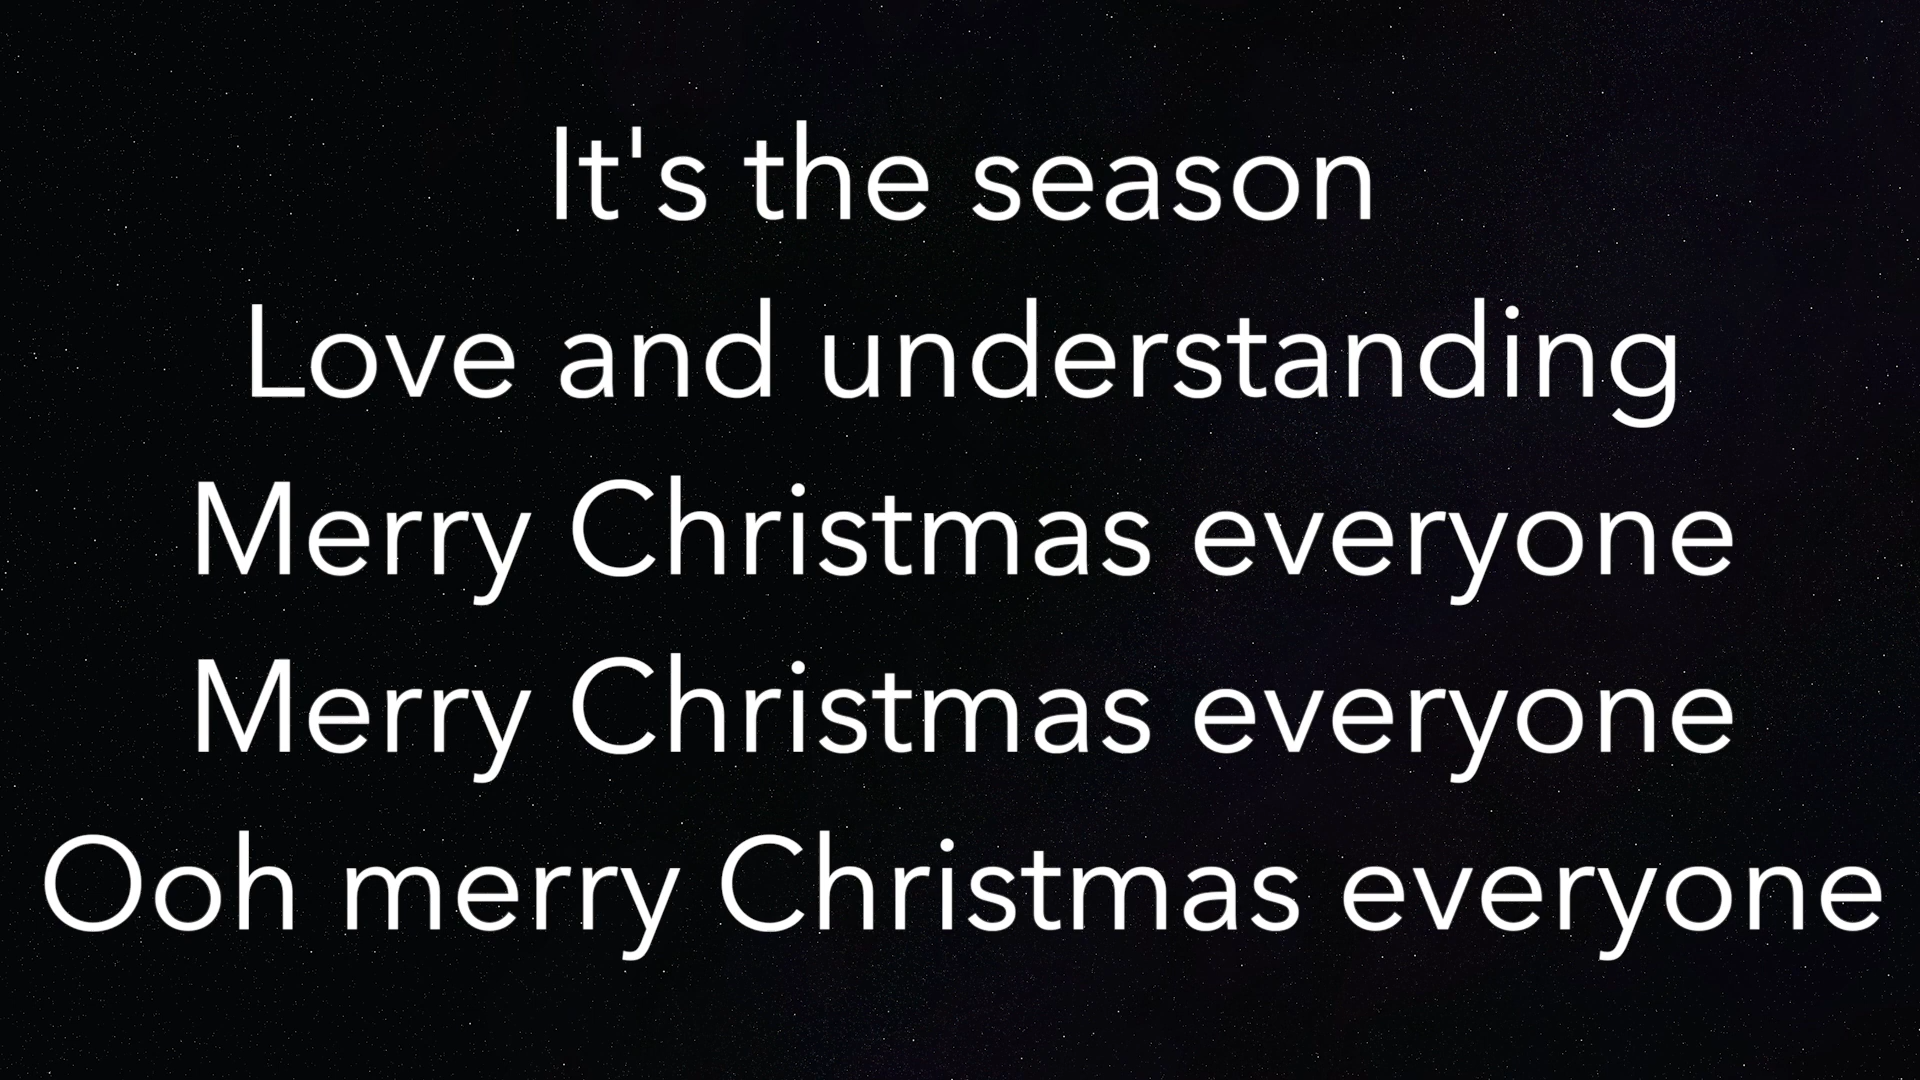 It's the season
Love and understanding
Merry Christmas everyone
Merry Christmas everyone
Ooh merry Christmas everyone